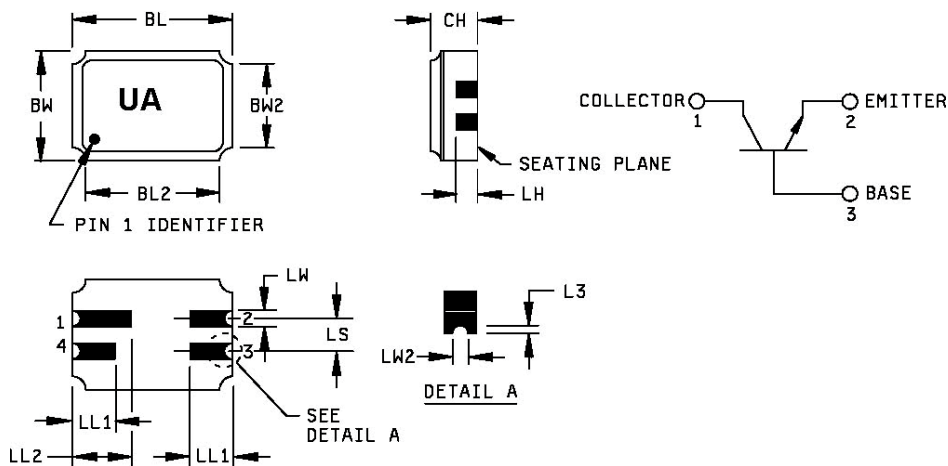 BL
CH
BW
UA
BW2
COLLECTOR
1
EMITTER
2
SEATING PLANE
BL2
LH
BASE
3
PIN 1 IDENTIFIER
LW
L3
1
2
LS
4
3
LW2
DETAIL A
LL1
SEE
DETAIL A
LL2
LL1